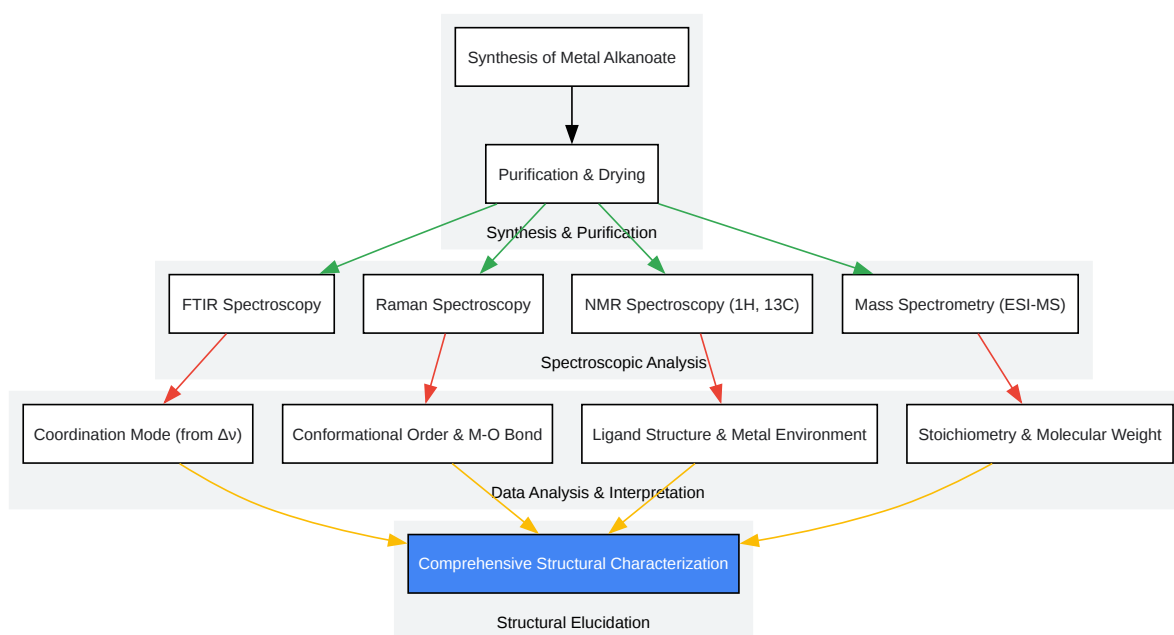 Synthesis of Metal Alkanoate
Purification & Drying
Synthesis & Purification
FTIR Spectroscopy
Raman Spectroscopy
NMR Spectroscopy (1H, 13C)
Mass Spectrometry (ESI-MS)
Spectroscopic Analysis
Coordination Mode (from Δν)
Conformational Order & M-O Bond
Ligand Structure & Metal Environment
Stoichiometry & Molecular Weight
Data Analysis & Interpretation
Comprehensive Structural Characterization
Structural Elucidation